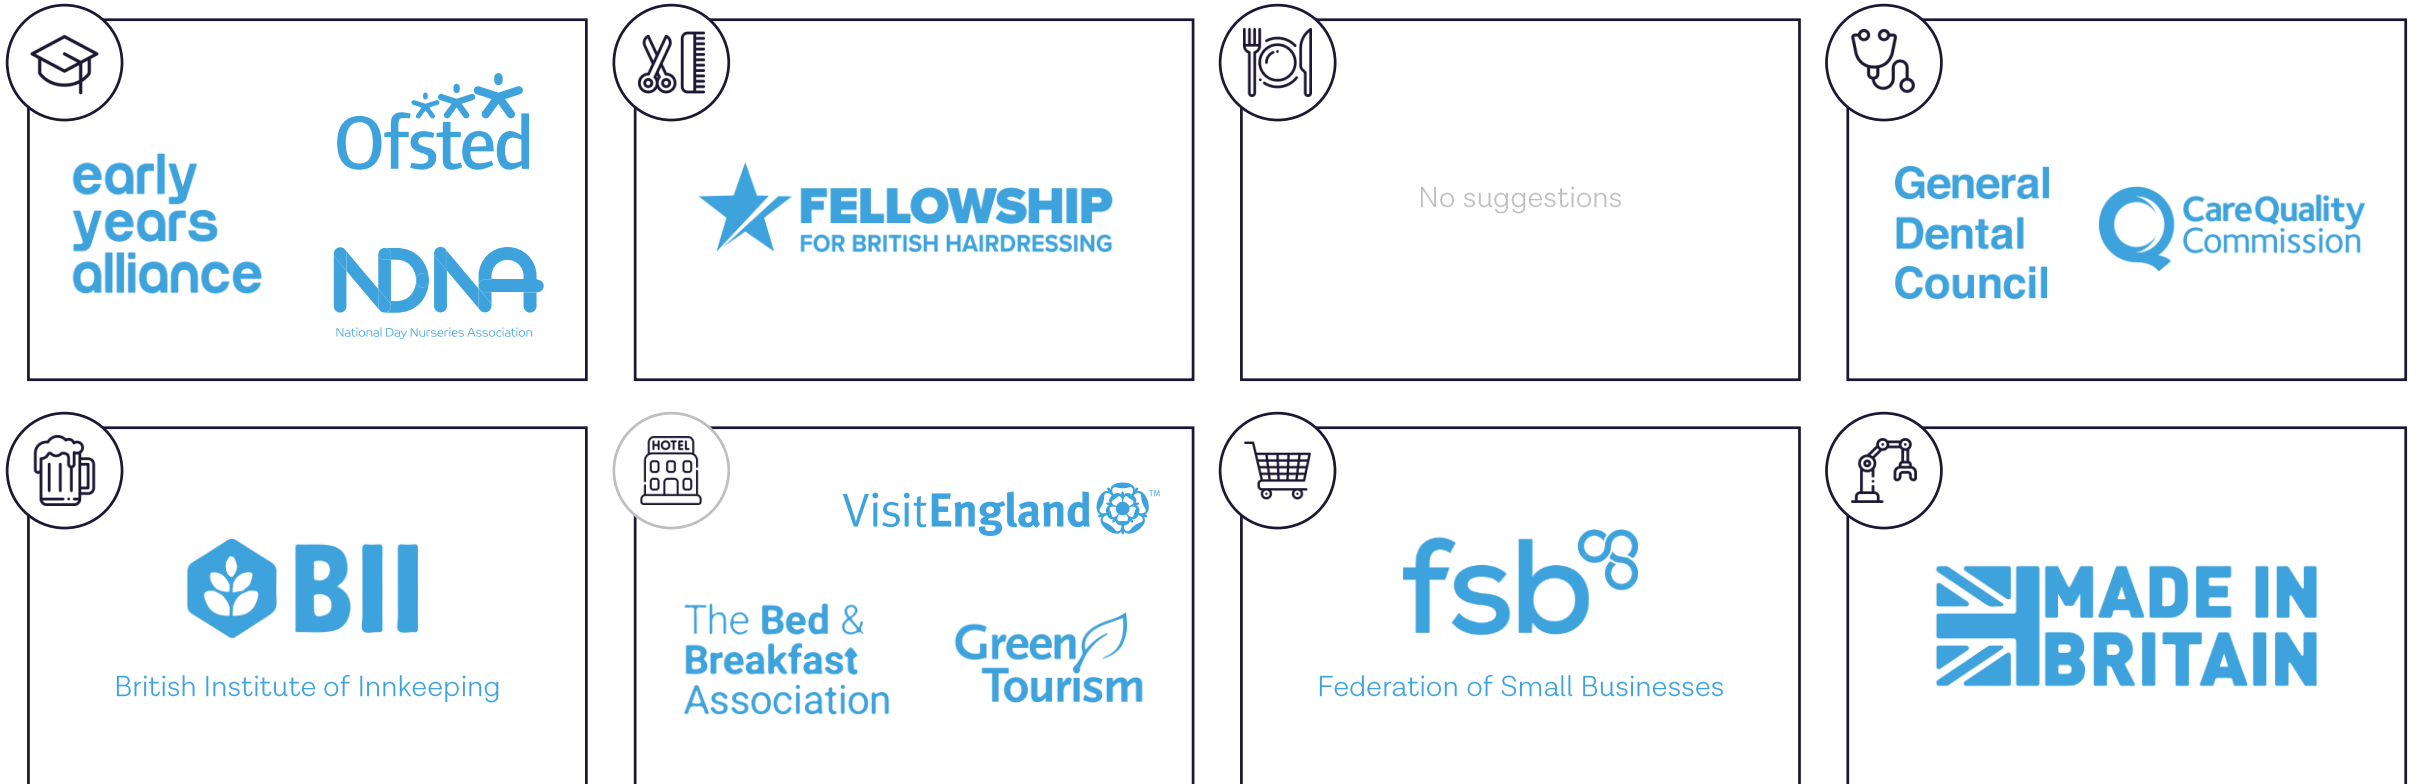 early
years
alliance
Ofsted
NDNA
National Day Nurseries Association
FELLOWSHIP
FOR BRITISH HAIRDRESSING
No suggestions
General
Dental
Council
CareQuality
Commission
BII
British Institute of Innkeeping
HOTEL
VisitEngland™
The Bed &
Breakfast
Association
Green
Tourism
fsb
Federation of Small Businesses
MADE IN
BRITAIN